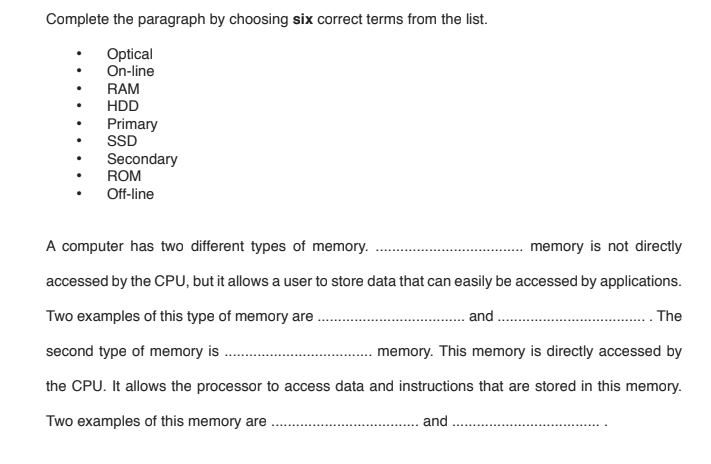 Complete the paragraph by choosing six correct terms from the list.
• Optical
• On-line
• RAM
• HDD
• Primary
• SSD
• Secondary
• ROM
• Off-line
A computer has two different types of memory. .................................... memory is not directly
accessed by the CPU, but it allows a user to store data that can easily be accessed by applications.
Two examples of this type of memory are .................................... and .................................... . The
second type of memory is .................................... memory. This memory is directly accessed by
the CPU. It allows the processor to access data and instructions that are stored in this memory.
Two examples of this memory are .................................... and .................................... .